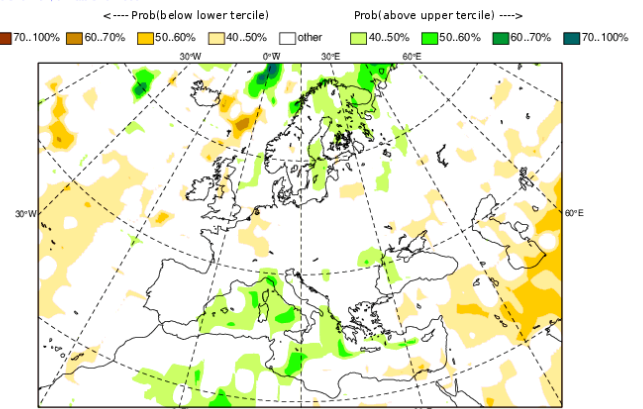 <---- Prob(below lower tercile) Prob(above upper tercile) ---->
70..100% 60..70% 50..60% 40..50% other 40..50% 50..60% 60..70% 70..100%
30°W 0°W 30°E 60°E
30°W 60°E